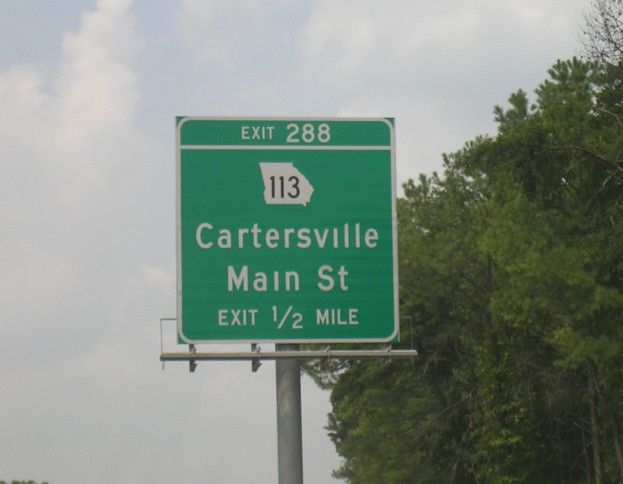 EXIT 288
113
Cartersville
Main St
EXIT 1/2 MILE